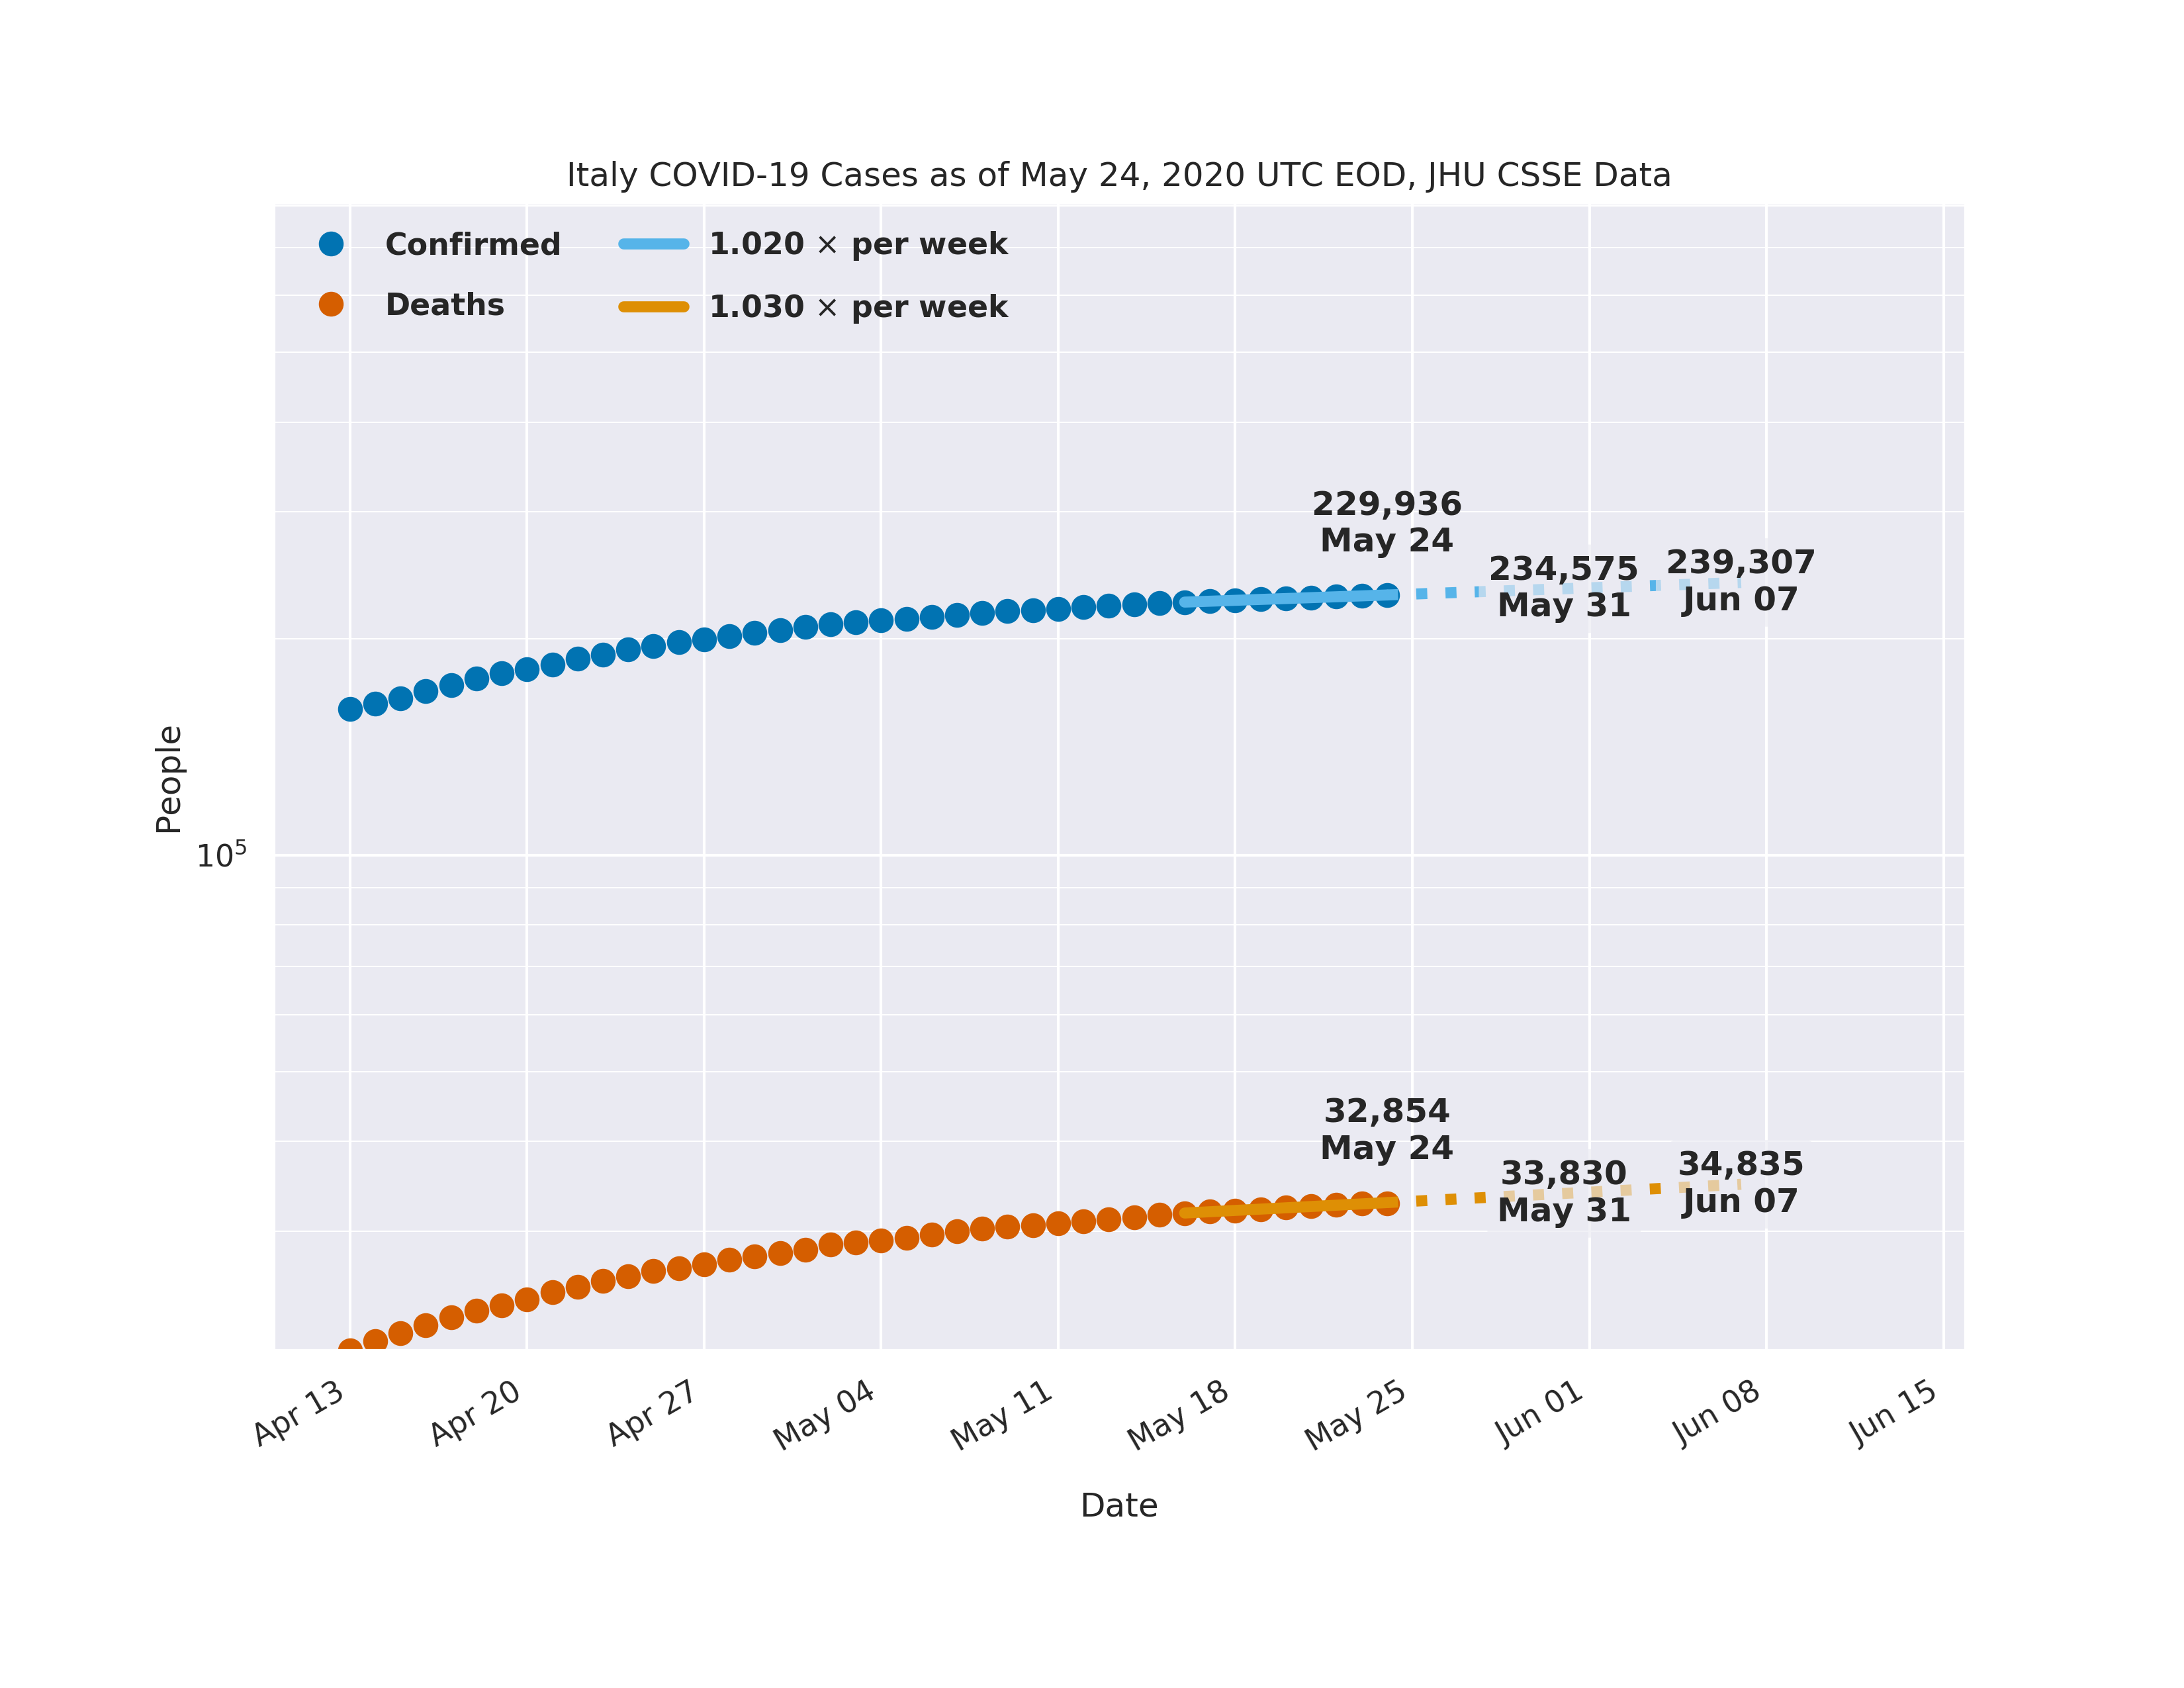 Italy COVID-19 Cases as of May 24, 2020 UTC EOD, JHU CSSE Data
Confirmed
Deaths
1.020 × per week
1.030 × per week
229,936
May 24
234,575
May 31
239,307
Jun 07
People
10⁵
32,854
May 24
33,830
May 31
34,835
Jun 07
Apr 13
Apr 20
Apr 27
May 04
May 11
May 18
May 25
Jun 01
Jun 08
Jun 15
Date